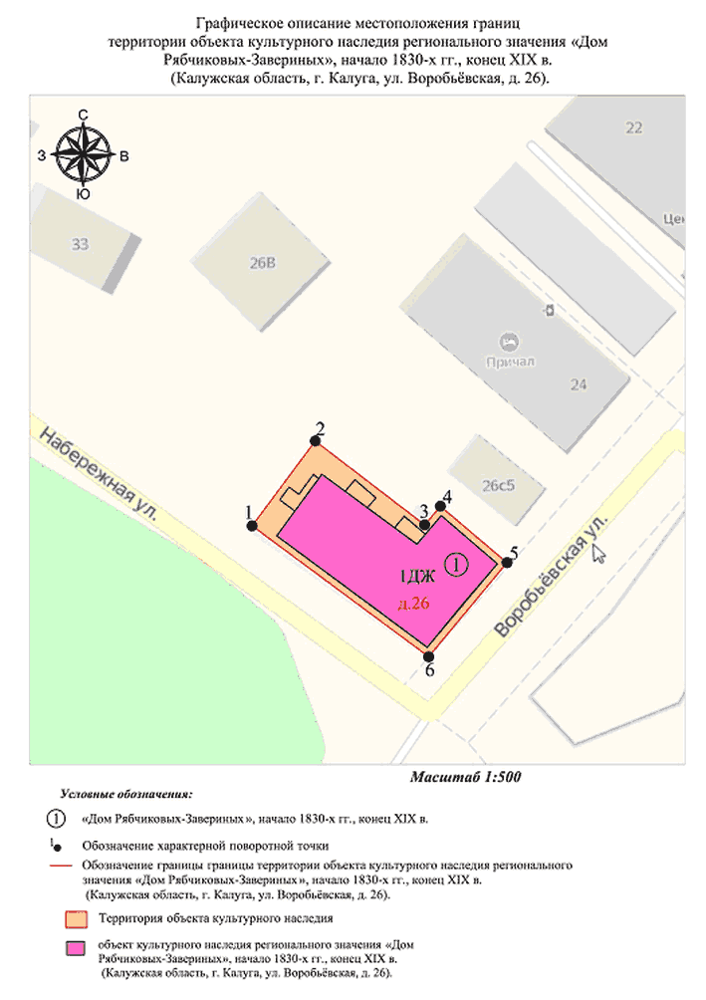 Графическое описание местоположения границ
территории объекта культурного наследия регионального значения «Дом
Рябчиковых-Завериных», начало 1830-х гг., конец XIX в.
(Калужская область, г. Калуга, ул. Воробьёвская, д. 26).
С
З
В
Ю
22
Цен
33
26В
Причал
24
2
Набережная ул.
26с5
4
3
1
5
1
1ДЖ
д.26
Воробьёвская ул.
6
Масштаб 1:500
Условные обозначения:
1 «Дом Рябчиковых-Завериных», начало 1830-х гг., конец XIX в.
1 Обозначение характерной поворотной точки
Обозначение границы границы территории объекта культурного наследия регионального
значения «Дом Рябчиковых-Завериных», начало 1830-х гг., конец XIX в.
(Калужская область, г. Калуга, ул. Воробьёвская, д. 26).
Территория объекта культурного наследия
объект культурного наследия регионального значения «Дом
Рябчиковых-Завериных», начало 1830-х гг., конец XIX в.
(Калужская область, г. Калуга, ул. Воробьёвская, д. 26).